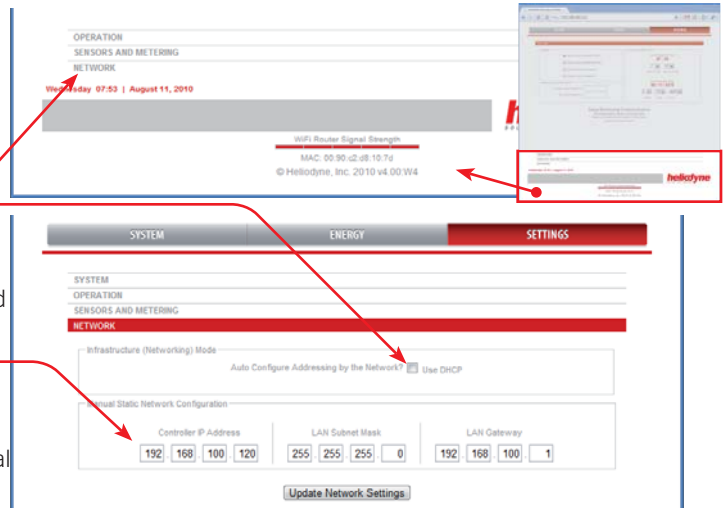 OPERATION
SENSORS AND METERING
NETWORK
Wednesday 07:53 | August 11, 2010
WiFi Router Signal Strength
MAC: 00:90:c2:d8:10:7d
© Heliodyne, Inc. 2010 v4.00:W4
heliodyne
SYSTEM ENERGY SETTINGS
SYSTEM
OPERATION
SENSORS AND METERING
NETWORK
Infrastructure (Networking) Mode
Auto Configure Addressing by the Network? Use DHCP
Manual Static Network Configuration
Controller IP Address LAN Subnet Mask LAN Gateway
192 . 168 . 100 . 120 255 . 255 . 255 . 0 192 . 168 . 100 . 1
Update Network Settings